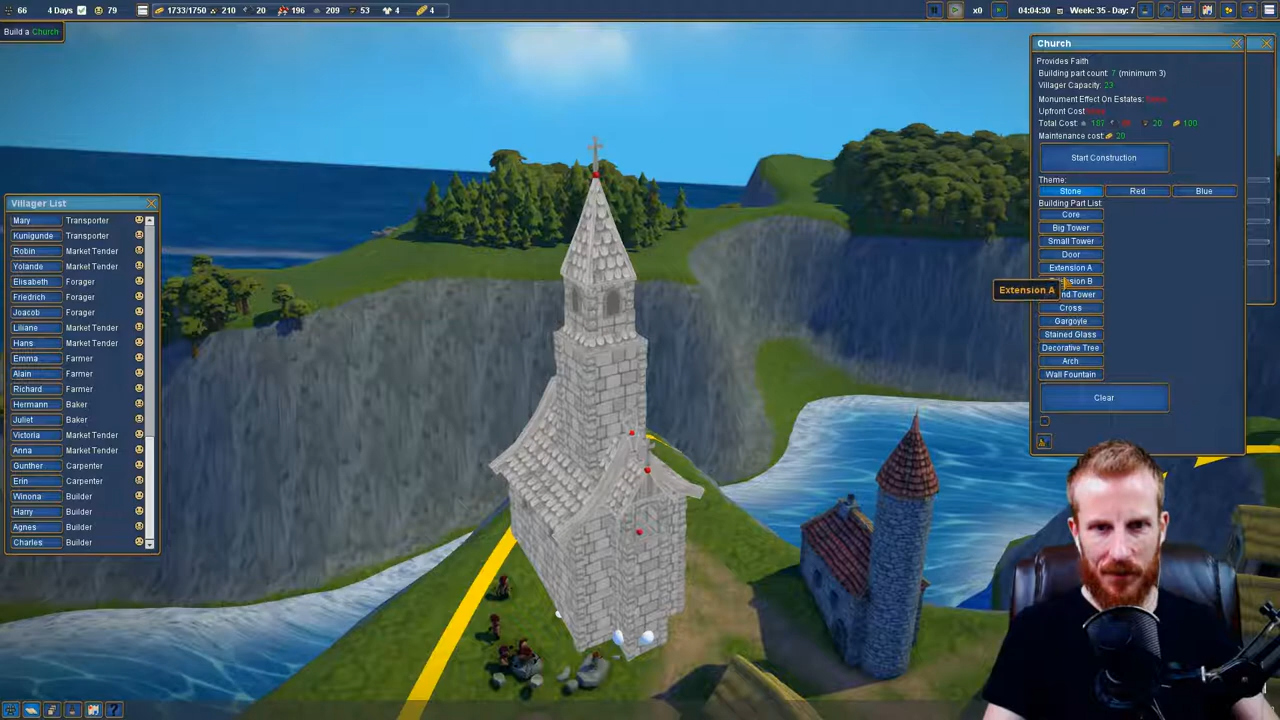 66 4 Days 79 1733/1750 210 20 196 209 53 4 4 x0 04:04:30 Week: 35 - Day: 7
Build a Church
Church
Provides Faith
Building part count: 7 (minimum 3)
Villager Capacity: 23
Monument Effect On Estates:
Upfront Cost
Total Cost: 187 20 100
Maintenance cost: 20
Start Construction
Theme:
Stone Red Blue
Building Part List:
Core
Big Tower
Small Tower
Door
Extension A
Extension A
Cross
Gargoyle
Stained Glass
Decorative Tree
Arch
Wall Fountain
Clear
Villager List
Mary Transporter
Kunigunde Transporter
Robin Market Tender
Yolande Market Tender
Elisabeth Forager
Friedrich Forager
Joacob Forager
Liliane Market Tender
Hans Market Tender
Emma Farmer
Alain Farmer
Richard Farmer
Hermann Baker
Juliet Baker
Victoria Market Tender
Anna Market Tender
Gunther Carpenter
Erin Carpenter
Winona Builder
Harry Builder
Agnes Builder
Charles Builder